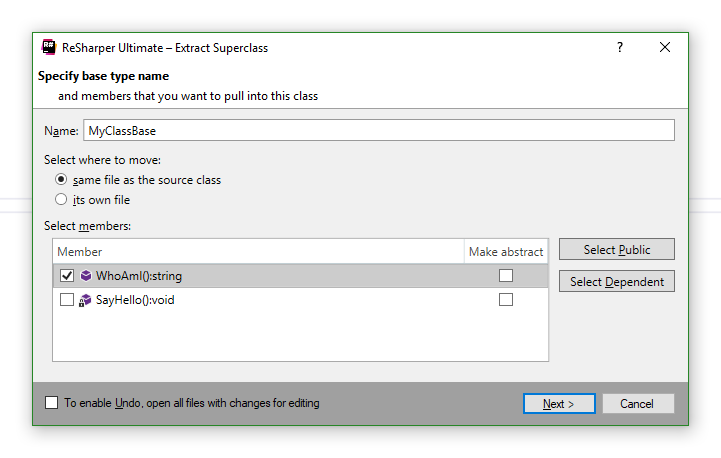 R# ReSharper Ultimate – Extract Superclass ?
Specify base type name
and members that you want to pull into this class
Name: MyClassBase
Select where to move:
same file as the source class
its own file
Select members:
Member Make abstract Select Public
WhoAmI():string Select Dependent
SayHello():void
To enable Undo, open all files with changes for editing Next > Cancel